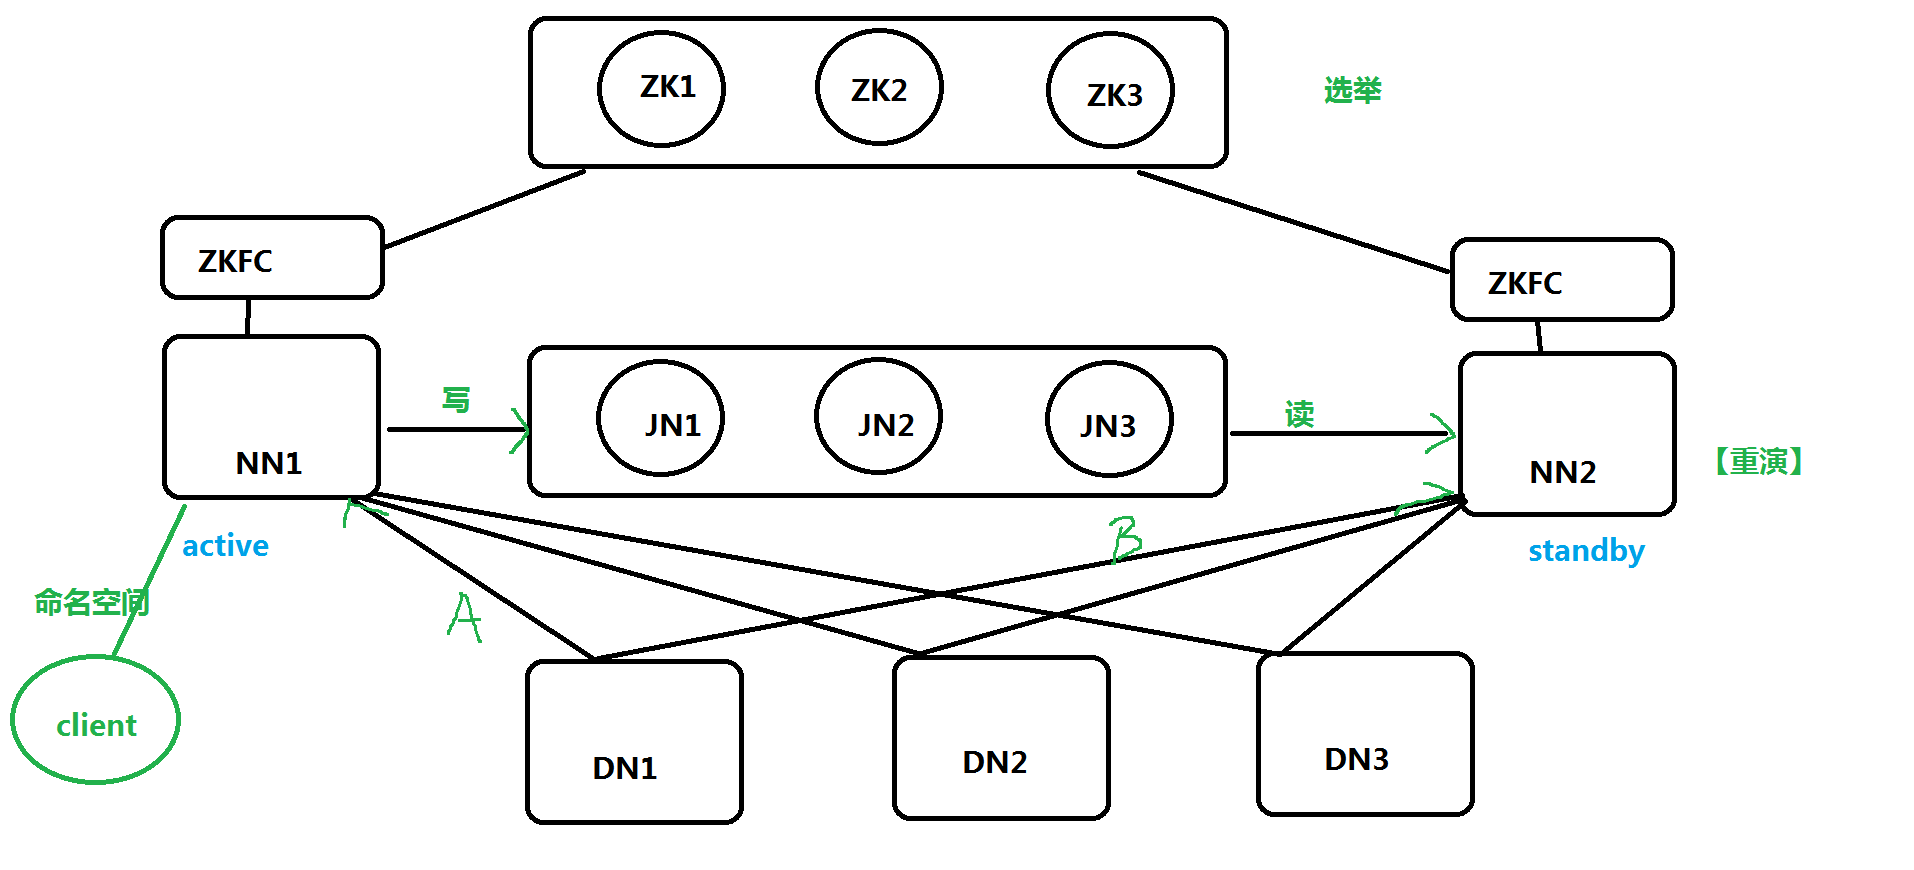 ZK1
ZK2
ZK3
选举
ZKFC
ZKFC
NN1
写
JN1
JN2
JN3
读
NN2
【重演】
active
standby
B
A
命名空间
client
DN1
DN2
DN3